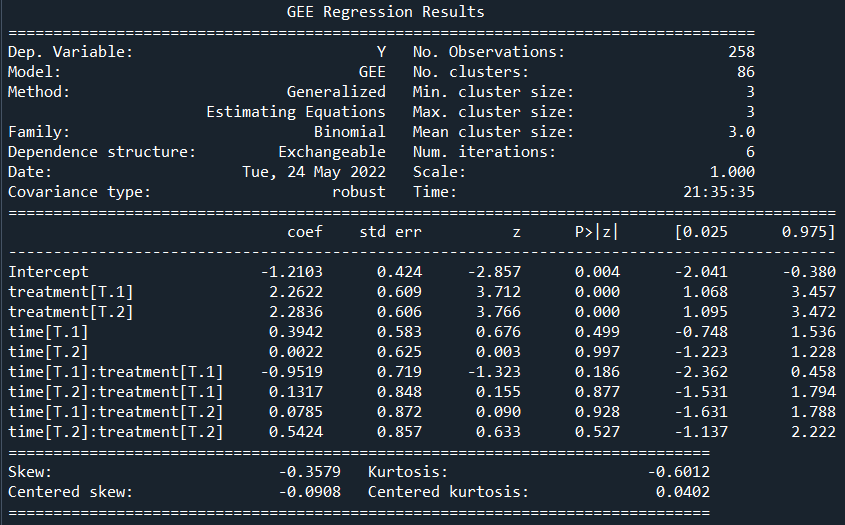 GEE Regression Results
==============================================================================
Dep. Variable: Y No. Observations: 258
Model: GEE No. clusters: 86
Method: Generalized Min. cluster size: 3
Estimating Equations Max. cluster size: 3
Family: Binomial Mean cluster size: 3.0
Dependence structure: Exchangeable Num. iterations: 6
Date: Tue, 24 May 2022 Scale: 1.000
Covariance type: robust Time: 21:35:35
==============================================================================
coef std err z P>|z| [0.025 0.975]
------------------------------------------------------------------------------
Intercept -1.2103 0.424 -2.857 0.004 -2.041 -0.380
treatment[T.1] 2.2622 0.609 3.712 0.000 1.068 3.457
treatment[T.2] 2.2836 0.606 3.766 0.000 1.095 3.472
time[T.1] 0.3942 0.583 0.676 0.499 -0.748 1.536
time[T.2] 0.0022 0.625 0.003 0.997 -1.223 1.228
time[T.1]:treatment[T.1] -0.9519 0.719 -1.323 0.186 -2.362 0.458
time[T.2]:treatment[T.1] 0.1317 0.848 0.155 0.877 -1.531 1.794
time[T.1]:treatment[T.2] 0.0785 0.872 0.090 0.928 -1.631 1.788
time[T.2]:treatment[T.2] 0.5424 0.857 0.633 0.527 -1.137 2.222
==============================================================================
Skew: -0.3579 Kurtosis: -0.6012
Centered skew: -0.0908 Centered kurtosis: 0.0402
==============================================================================